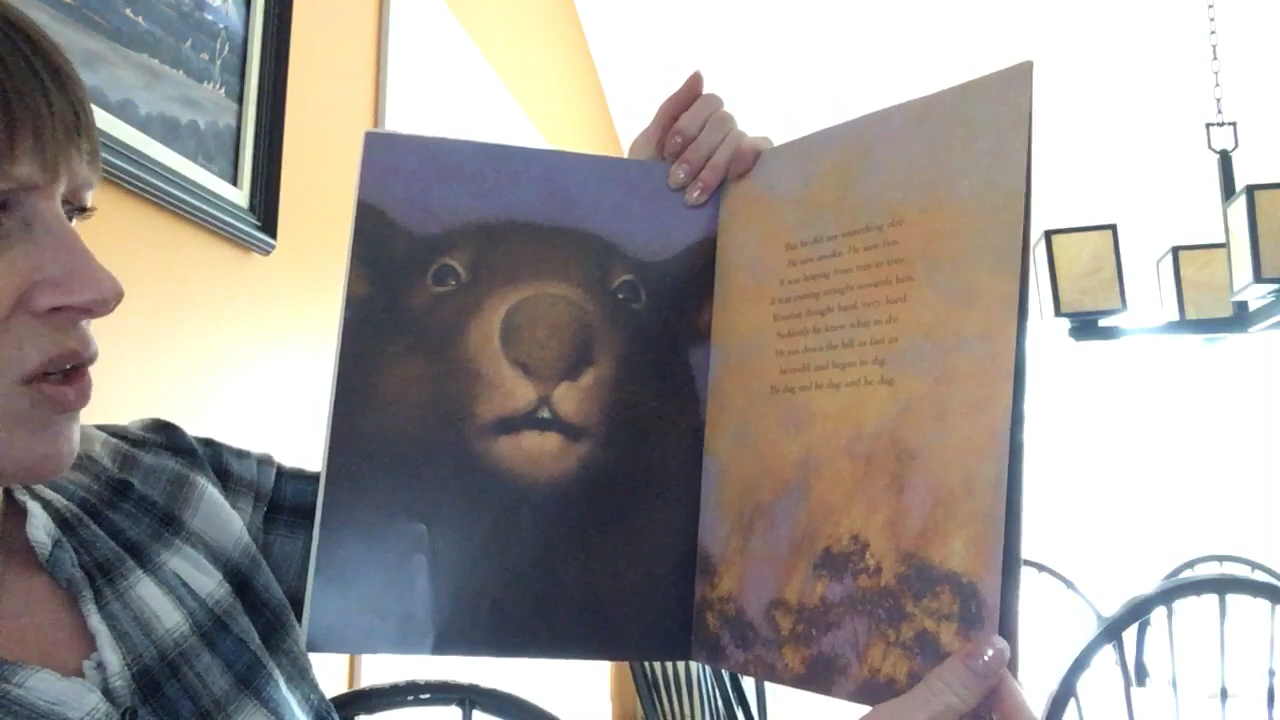 But he did see something else.
He saw smoke. He saw fire.
It was leaping from tree to tree.
It was coming straight towards him.
Wombat thought hard, very hard.
Suddenly he knew what to do.
He ran down the hill as fast as
he could and began to dig.
He dug and he dug and he dug.